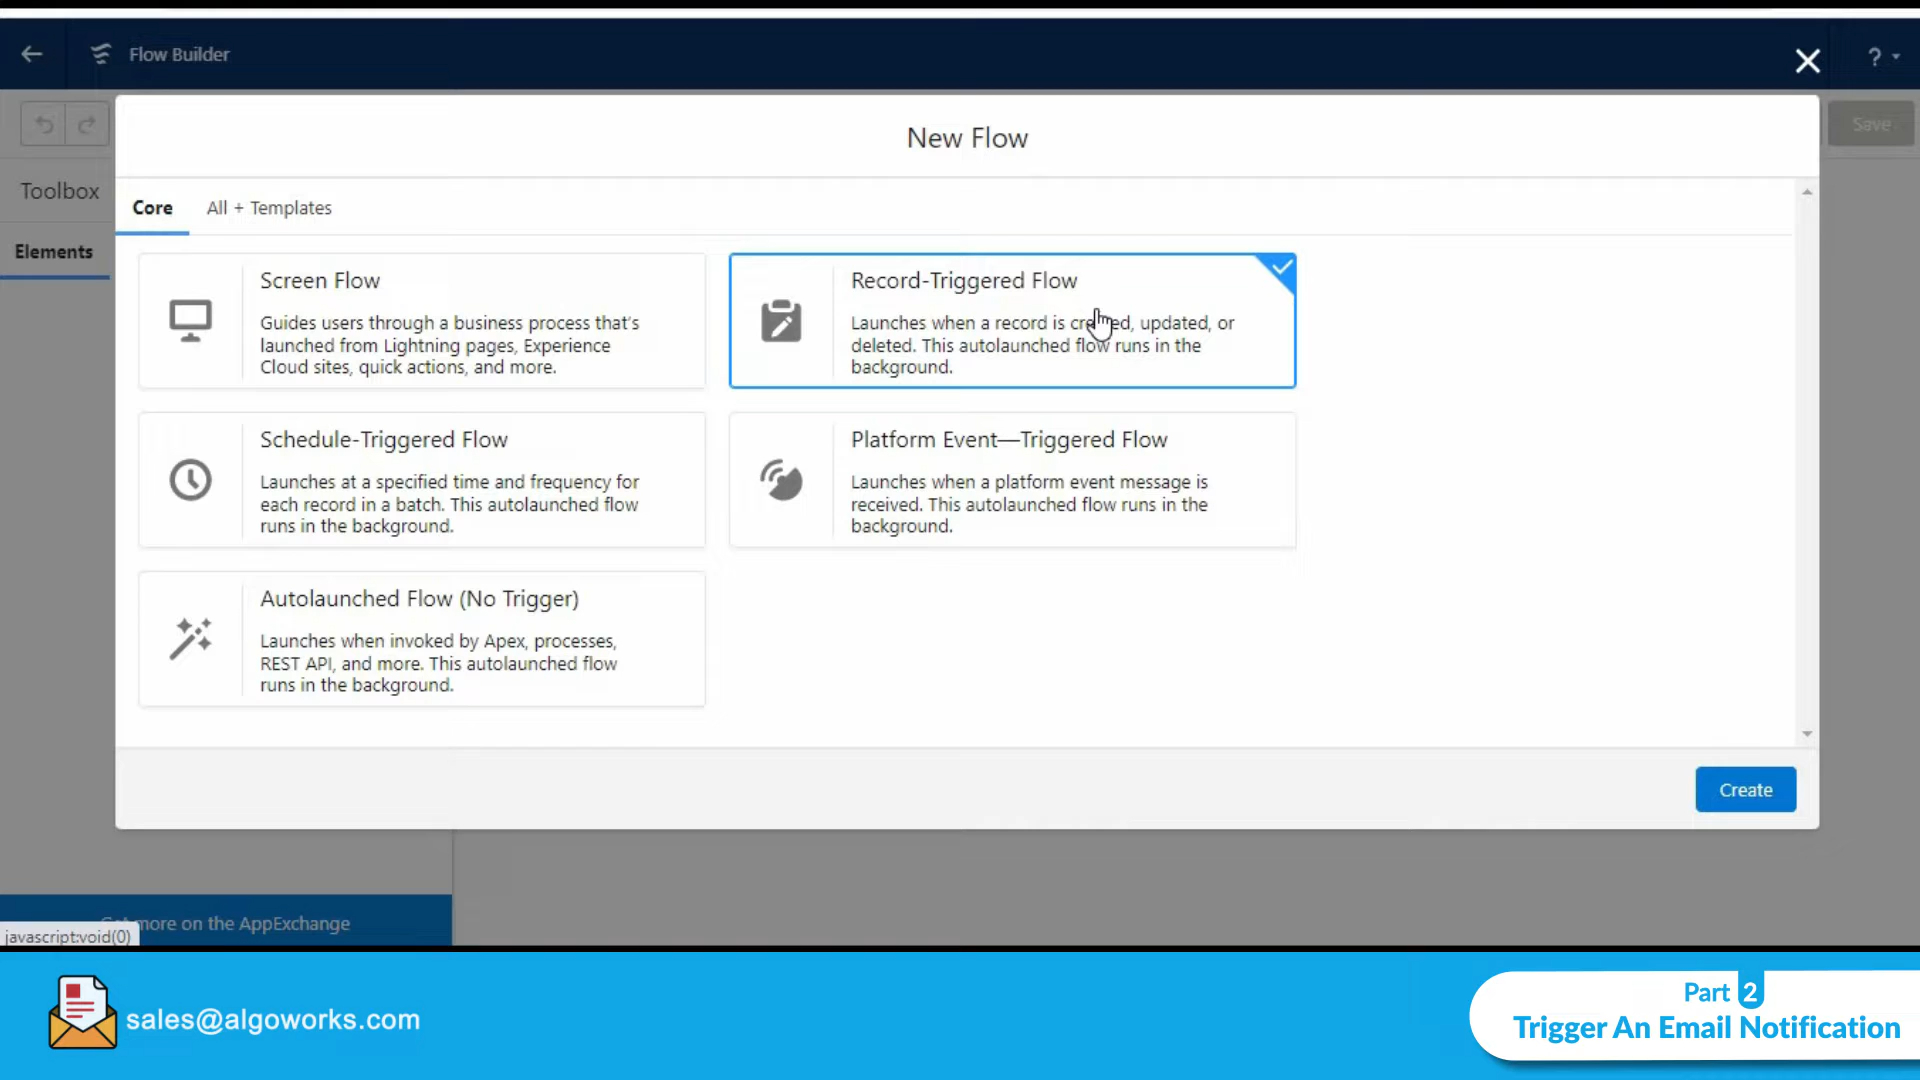 Flow Builder
?
New Flow
Save
Toolbox
Core
All + Templates
Elements
Screen Flow
Guides users through a business process that's
launched from Lightning pages, Experience
Cloud sites, quick actions, and more.
Record-Triggered Flow
Launches when a record is created, updated, or
deleted. This autolaunched flow runs in the
background.
Schedule-Triggered Flow
Launches at a specified time and frequency for
each record in a batch. This autolaunched flow
runs in the background.
Platform Event—Triggered Flow
Launches when a platform event message is
received. This autolaunched flow runs in the
background.
Autolaunched Flow (No Trigger)
Launches when invoked by Apex, processes,
REST API, and more. This autolaunched flow
runs in the background.
Create
Get more on the AppExchange
javascript:void(0)
sales@algoworks.com
Part 2
Trigger An Email Notification